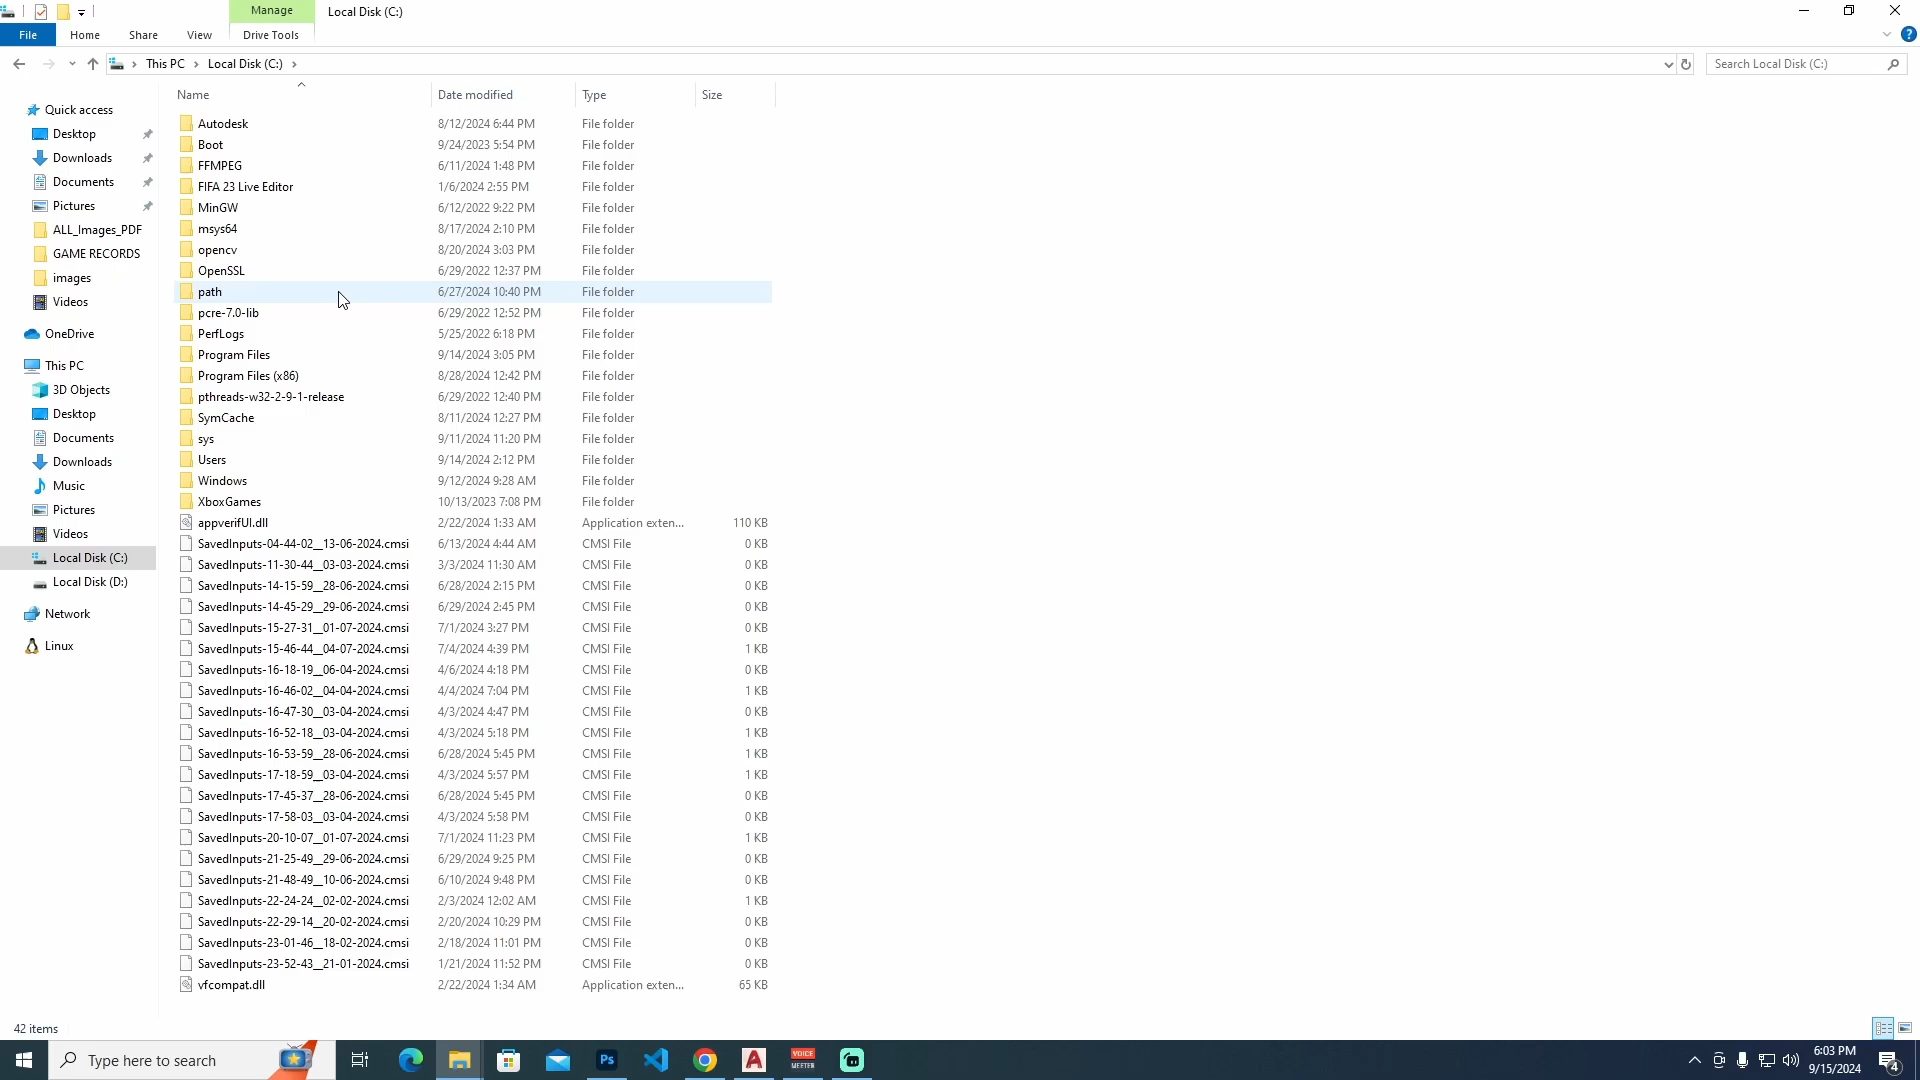 Manage
Local Disk (C:)
File
Home
Share
View
Drive Tools
?
This PC
Local Disk (C:)
Search Local Disk (C:)
Name
Date modified
Type
Size
Quick access
Desktop
Downloads
Documents
Pictures
ALL_Images_PDF
GAME RECORDS
images
Videos
OneDrive
This PC
3D Objects
Desktop
Documents
Downloads
Music
Pictures
Videos
Local Disk (C:)
Local Disk (D:)
Network
Linux
Autodesk 8/12/2024 6:44 PM File folder
Boot 9/24/2023 5:54 PM File folder
FFMPEG 6/11/2024 1:48 PM File folder
FIFA 23 Live Editor 1/6/2024 2:55 PM File folder
MinGW 6/12/2022 9:22 PM File folder
msys64 8/17/2024 2:10 PM File folder
opencv 8/20/2024 3:03 PM File folder
OpenSSL 6/29/2022 12:37 PM File folder
path 6/27/2024 10:40 PM File folder
pcre-7.0-lib 6/29/2022 12:52 PM File folder
PerfLogs 5/25/2022 6:18 PM File folder
Program Files 9/14/2024 3:05 PM File folder
Program Files (x86) 8/28/2024 12:42 PM File folder
pthreads-w32-2-9-1-release 6/29/2022 12:40 PM File folder
SymCache 8/11/2024 12:27 PM File folder
sys 9/11/2024 11:20 PM File folder
Users 9/14/2024 2:12 PM File folder
Windows 9/12/2024 9:28 AM File folder
XboxGames 10/13/2023 7:08 PM File folder
appverifUI.dll 2/22/2024 1:33 AM Application exten... 110 KB
SavedInputs-04-44-02__13-06-2024.cmsi 6/13/2024 4:44 AM CMSI File 0 KB
SavedInputs-11-30-44__03-03-2024.cmsi 3/3/2024 11:30 AM CMSI File 0 KB
SavedInputs-14-15-59__28-06-2024.cmsi 6/28/2024 2:15 PM CMSI File 0 KB
SavedInputs-14-45-29__29-06-2024.cmsi 6/29/2024 2:45 PM CMSI File 0 KB
SavedInputs-15-27-31__01-07-2024.cmsi 7/1/2024 3:27 PM CMSI File 0 KB
SavedInputs-15-46-44__04-07-2024.cmsi 7/4/2024 4:39 PM CMSI File 1 KB
SavedInputs-16-18-19__06-04-2024.cmsi 4/6/2024 4:18 PM CMSI File 0 KB
SavedInputs-16-46-02__04-04-2024.cmsi 4/4/2024 7:04 PM CMSI File 1 KB
SavedInputs-16-47-30__03-04-2024.cmsi 4/3/2024 4:47 PM CMSI File 0 KB
SavedInputs-16-52-18__03-04-2024.cmsi 4/3/2024 5:18 PM CMSI File 1 KB
SavedInputs-16-53-59__28-06-2024.cmsi 6/28/2024 5:45 PM CMSI File 1 KB
SavedInputs-17-18-59__03-04-2024.cmsi 4/3/2024 5:57 PM CMSI File 1 KB
SavedInputs-17-45-37__28-06-2024.cmsi 6/28/2024 5:45 PM CMSI File 0 KB
SavedInputs-17-58-03__03-04-2024.cmsi 4/3/2024 5:58 PM CMSI File 0 KB
SavedInputs-20-10-07__01-07-2024.cmsi 7/1/2024 11:23 PM CMSI File 1 KB
SavedInputs-21-25-49__29-06-2024.cmsi 6/29/2024 9:25 PM CMSI File 0 KB
SavedInputs-21-48-49__10-06-2024.cmsi 6/10/2024 9:48 PM CMSI File 0 KB
SavedInputs-22-24-24__02-02-2024.cmsi 2/3/2024 12:02 AM CMSI File 1 KB
SavedInputs-22-29-14__20-02-2024.cmsi 2/20/2024 10:29 PM CMSI File 0 KB
SavedInputs-23-01-46__18-02-2024.cmsi 2/18/2024 11:01 PM CMSI File 0 KB
SavedInputs-23-52-43__21-01-2024.cmsi 1/21/2024 11:52 PM CMSI File 0 KB
vfcompat.dll 2/22/2024 1:34 AM Application exten... 65 KB
42 items
Type here to search
Ps
A
VOICE
MEETER
6:03 PM
9/15/2024
4